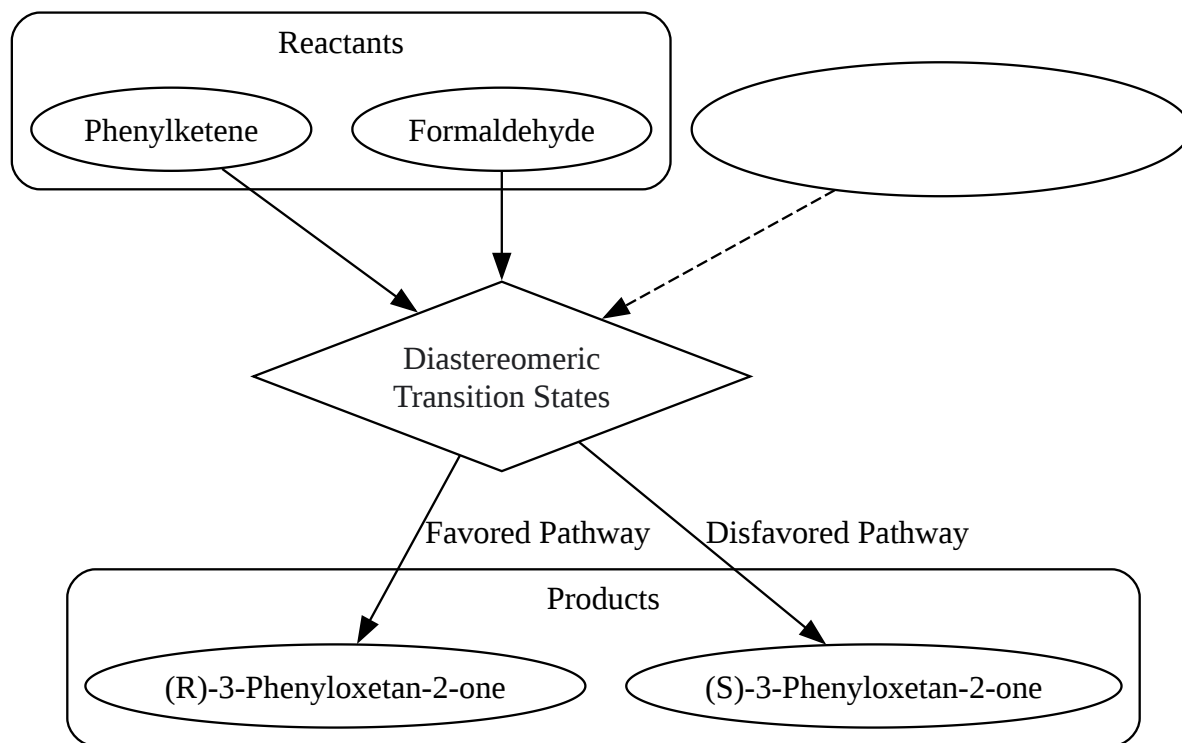 Reactants
Phenylketene
Formaldehyde
Diastereomeric
Transition States
Favored Pathway
Disfavored Pathway
Products
(R)-3-Phenyloxetan-2-one
(S)-3-Phenyloxetan-2-one